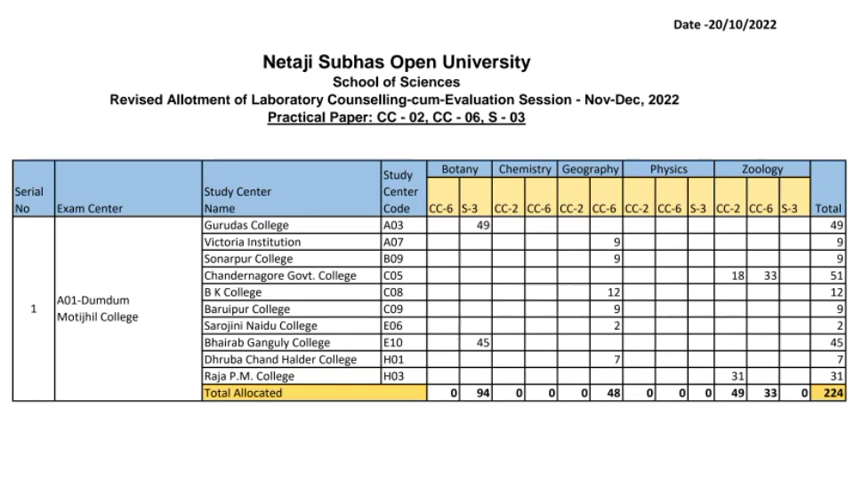 Date -20/10/2022
Netaji Subhas Open University
School of Sciences
Revised Allotment of Laboratory Counselling-cum-Evaluation Session - Nov-Dec, 2022
Practical Paper: CC - 02, CC - 06, S - 03
Serial No Exam Center Study Center Name Study Center Code Botany Chemistry Geography Physics Zoology Total
CC-6 S-3 CC-2 CC-6 CC-2 CC-6 CC-2 CC-6 S-3 CC-2 CC-6 S-3
1 A01-Dumdum Motijhil College
Gurudas College A03 49 49
Victoria Institution A07 9 9
Sonarpur College B09 9 9
Chandernagore Govt. College C05 18 33 51
B K College C08 12 12
Baruipur College C09 9 9
Sarojini Naidu College E06 2 2
Bhairab Ganguly College E10 45 45
Dhruba Chand Halder College H01 7 7
Raja P.M. College H03 31 31
Total Allocated 0 94 0 0 0 48 0 0 0 49 33 0 224